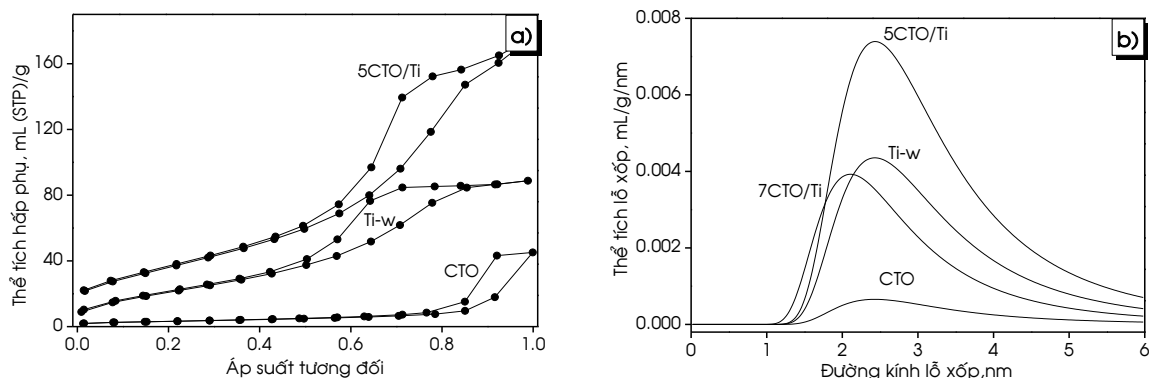 Thể tích hấp phụ, mL (STP)/g
160
120
80
40
0
0.0 0.2 0.4 0.6 0.8 1.0
Áp suất tương đối
a)
5CTO/Ti
Ti-w
CTO
Thể tích lỗ xốp, mL/g/nm
0.008
0.006
0.004
0.002
0.000
0 1 2 3 4 5 6
Đường kính lỗ xốp,nm
b)
5CTO/Ti
Ti-w
7CTO/Ti
CTO